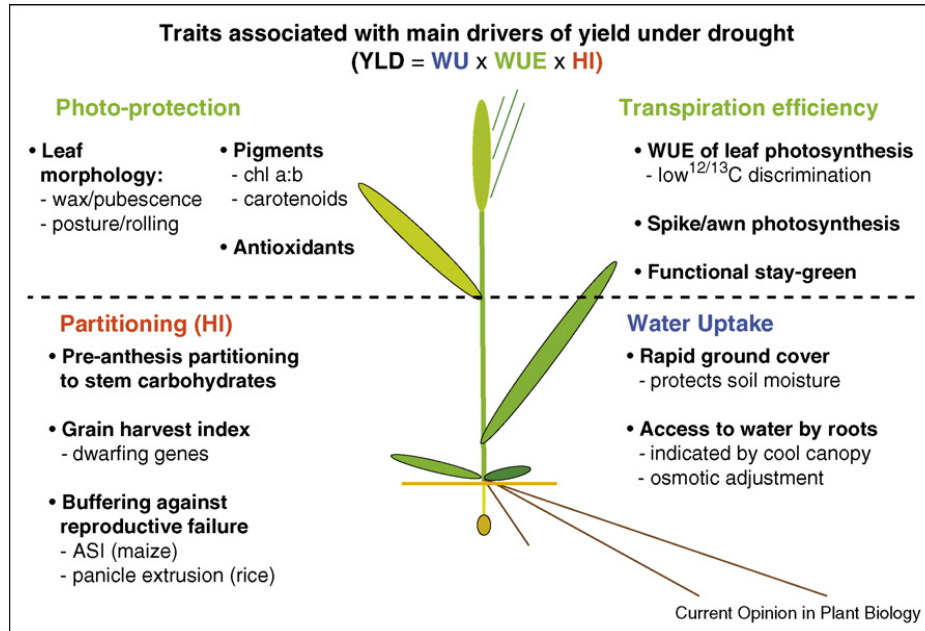 Traits associated with main drivers of yield under drought
(YLD = WU x WUE x HI)
Photo-protection
• Leaf
morphology:
- wax/pubescence
- posture/rolling
• Pigments
- chl a:b
- carotenoids
• Antioxidants
Transpiration efficiency
• WUE of leaf photosynthesis
- low 12/13C discrimination
• Spike/awn photosynthesis
• Functional stay-green
Partitioning (HI)
• Pre-anthesis partitioning
to stem carbohydrates
• Grain harvest index
- dwarfing genes
• Buffering against
reproductive failure
- ASI (maize)
- panicle extrusion (rice)
Water Uptake
• Rapid ground cover
- protects soil moisture
• Access to water by roots
- indicated by cool canopy
- osmotic adjustment
Current Opinion in Plant Biology